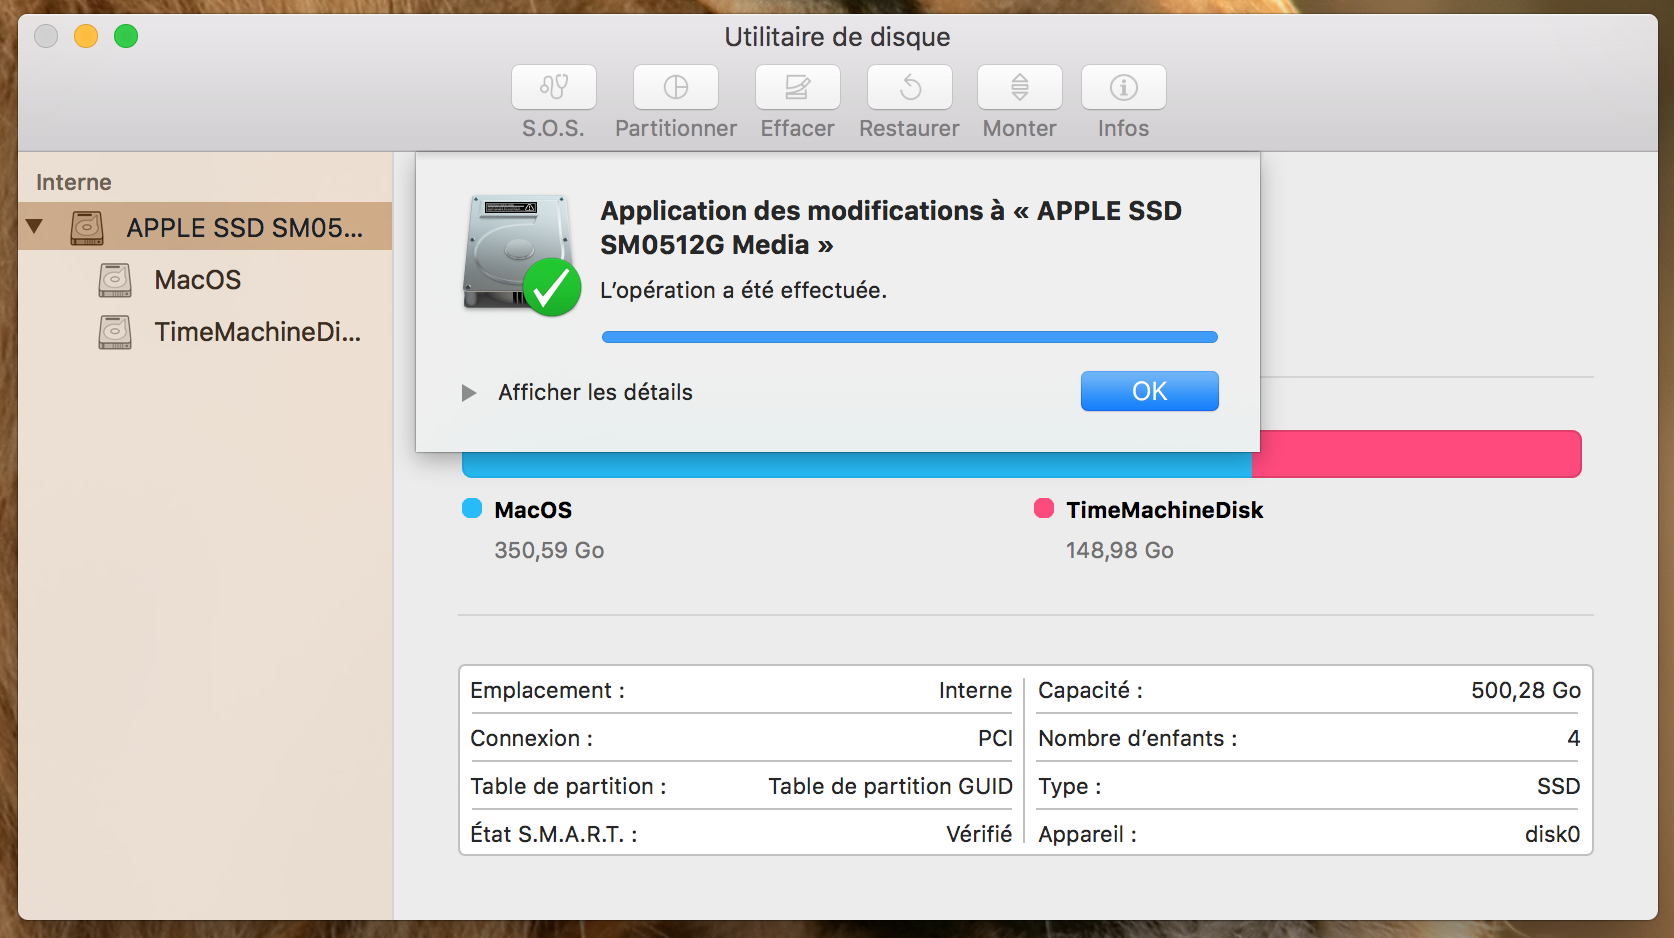 Utilitaire de disque
S.O.S. Partitionner Effacer Restaurer Monter Infos
Interne
APPLE SSD SM05...
MacOS
TimeMachineDi...
Application des modifications à « APPLE SSD
SM0512G Media »
L’opération a été effectuée.
Afficher les détails
OK
MacOS
350,59 Go
TimeMachineDisk
148,98 Go
Emplacement : Interne
Connexion : PCI
Table de partition : Table de partition GUID
État S.M.A.R.T. : Vérifié
Capacité : 500,28 Go
Nombre d’enfants : 4
Type : SSD
Appareil : disk0